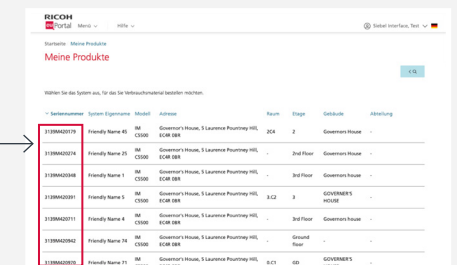 RICOH
myPortal Menü Hilfe Siebel Interface, Test
Startseite Meine Produkte
Meine Produkte
Wählen Sie das System aus, für das Sie Verbrauchsmaterial bestellen möchten.
Seriennummer System Eigenname Modell Adresse Raum Etage Gebäude Abteilung
3139M420179 Friendly Name 45 IM C5500 Governor's House, 5 Laurence Pountney Hill, EC4R 0BR 2C4 2 Governors House -
3139M420274 Friendly Name 25 IM C5500 Governor's House, 5 Laurence Pountney Hill, EC4R 0BR - 2nd Floor Governors House -
3139M420348 Friendly Name 1 IM C5500 Governor's House, 5 Laurence Pountney Hill, EC4R 0BR - 3rd Floor Governors House -
3139M420391 Friendly Name 5 IM C5500 Governor's House, 5 Laurence Pountney Hill, EC4R 0BR 3.C2 3 GOVERNER'S HOUSE -
3139M420711 Friendly Name 4 IM C5500 Governor's House, 5 Laurence Pountney Hill, EC4R 0BR - 3rd Floor Governors house -
3139M420942 Friendly Name 74 IM C5500 Governor's House, 5 Laurence Pountney Hill, EC4R 0BR - Ground floor - -
3139M420970 Friendly Name 71 IM Governor's House, 5 Laurence Pountney Hill, 0.C1 GD GOVERNER'S -